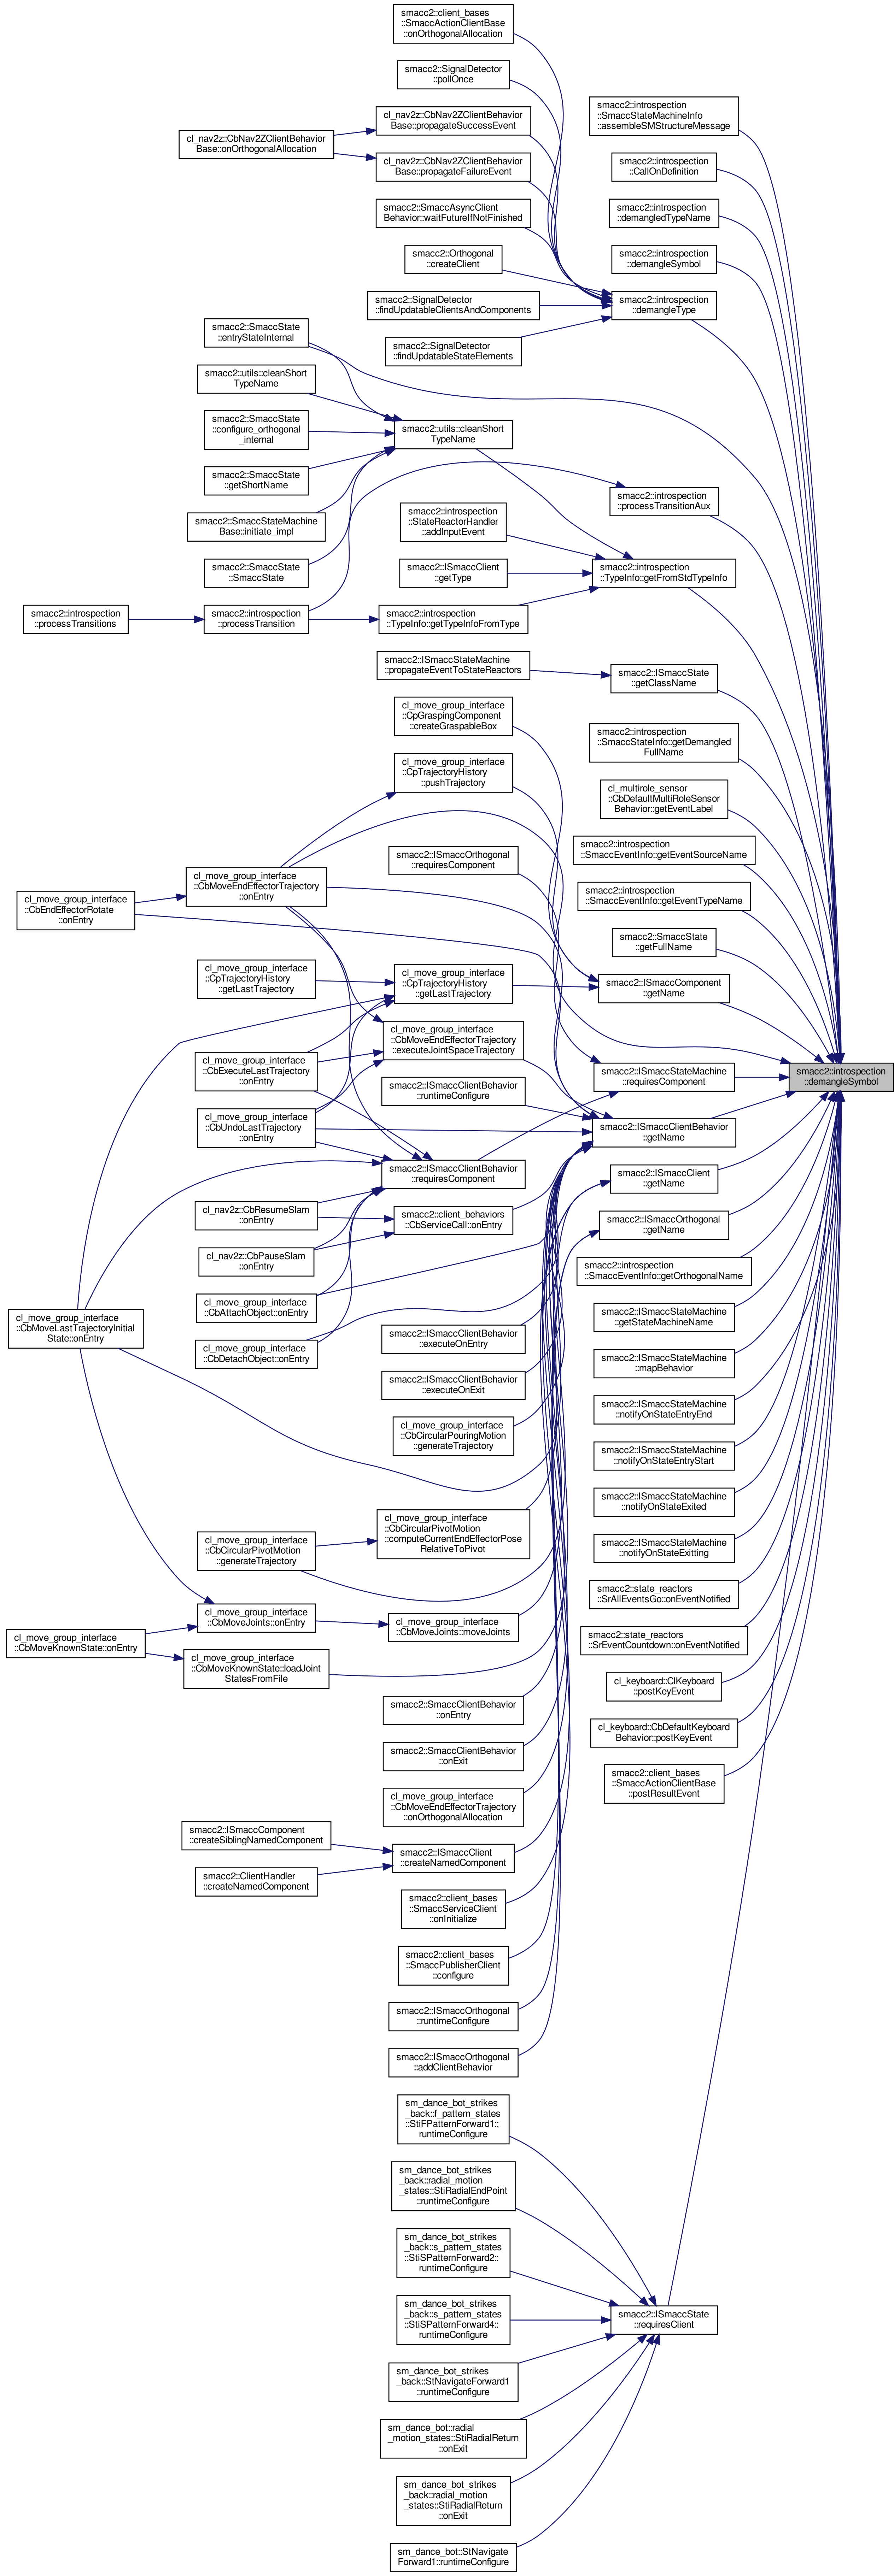 smacc2::client_bases
::SmaccActionClientBase
::onOrthogonalAllocation
smacc2::SignalDetector
::pollOnce
cl_nav2z::CbNav2ZClientBehavior
Base::propagateSuccessEvent
cl_nav2z::CbNav2ZClientBehavior
Base::onOrthogonalAllocation
cl_nav2z::CbNav2ZClientBehavior
Base::propagateFailureEvent
smacc2::SmaccAsyncClient
Behavior::waitFutureIfNotFinished
smacc2::Orthogonal
::createClient
smacc2::SignalDetector
::findUpdatableClientsAndComponents
smacc2::SignalDetector
::findUpdatableStateElements
smacc2::introspection
::SmaccStateMachineInfo
::assembleSMStructureMessage
smacc2::introspection
::CallOnDefinition
smacc2::introspection
::demangledTypeName
smacc2::introspection
::demangleSymbol
smacc2::introspection
::demangleType
smacc2::SmaccState
::entryStateInternal
smacc2::utils::cleanShort
TypeName
smacc2::SmaccState
::configure_orthogonal
_internal
smacc2::SmaccState
::getShortName
smacc2::SmaccStateMachine
Base::initiate_impl
smacc2::SmaccState
::SmaccState
smacc2::introspection
::processTransitions
smacc2::introspection
::processTransition
smacc2::utils::cleanShort
TypeName
smacc2::introspection
::StateReactorHandler
::addInputEvent
smacc2::ISmaccClient
::getType
smacc2::introspection
::TypeInfo::getTypeInfoFromType
smacc2::introspection
::processTransitionAux
smacc2::introspection
::TypeInfo::getFromStdTypeInfo
smacc2::ISmaccStateMachine
::propagateEventToStateReactors
smacc2::ISmaccState
::getClassName
cl_move_group_interface
::CpGraspingComponent
::createGraspableBox
cl_move_group_interface
::CpTrajectoryHistory
::pushTrajectory
smacc2::ISmaccOrthogonal
::requiresComponent
smacc2::introspection
::SmaccStateInfo::getDemangled
FullName
cl_multirole_sensor
::CbDefaultMultiRoleSensor
Behavior::getEventLabel
smacc2::introspection
::SmaccEventInfo::getEventSourceName
smacc2::introspection
::SmaccEventInfo::getEventTypeName
smacc2::SmaccState
::getFullName
cl_move_group_interface
::CbEndEffectorRotate
::onEntry
cl_move_group_interface
::CbMoveEndEffectorTrajectory
::onEntry
cl_move_group_interface
::CpTrajectoryHistory
::getLastTrajectory
cl_move_group_interface
::CpTrajectoryHistory
::getLastTrajectory
smacc2::ISmaccComponent
::getName
cl_move_group_interface
::CbExecuteLastTrajectory
::onEntry
cl_move_group_interface
::CbMoveEndEffectorTrajectory
::executeJointSpaceTrajectory
smacc2::ISmaccStateMachine
::requiresComponent
smacc2::introspection
::demangleSymbol
smacc2::ISmaccClientBehavior
::runtimeConfigure
cl_move_group_interface
::CbUndoLastTrajectory
::onEntry
smacc2::ISmaccClientBehavior
::getName
smacc2::ISmaccClientBehavior
::requiresComponent
smacc2::ISmaccClient
::getName
cl_nav2z::CbResumeSlam
::onEntry
smacc2::client_behaviors
::CbServiceCall::onEntry
smacc2::ISmaccOrthogonal
::getName
cl_nav2z::CbPauseSlam
::onEntry
smacc2::introspection
::SmaccEventInfo::getOrthogonalName
cl_move_group_interface
::CbAttachObject::onEntry
cl_move_group_interface
::CbMoveLastTrajectoryInitial
State::onEntry
cl_move_group_interface
::CbDetachObject::onEntry
smacc2::ISmaccClientBehavior
::executeOnEntry
smacc2::ISmaccStateMachine
::getStateMachineName
smacc2::ISmaccStateMachine
::mapBehavior
smacc2::ISmaccClientBehavior
::executeOnExit
smacc2::ISmaccStateMachine
::notifyOnStateEntryEnd
cl_move_group_interface
::CbCircularPouringMotion
::generateTrajectory
smacc2::ISmaccStateMachine
::notifyOnStateEntryStart
smacc2::ISmaccStateMachine
::notifyOnStateExited
cl_move_group_interface
::CbCircularPivotMotion
::generateTrajectory
cl_move_group_interface
::CbCircularPivotMotion
::computeCurrentEndEffectorPose
RelativeToPivot
smacc2::ISmaccStateMachine
::notifyOnStateExitting
smacc2::state_reactors
::SrAllEventsGo::onEventNotified
cl_move_group_interface
::CbMoveJoints::onEntry
cl_move_group_interface
::CbMoveJoints::moveJoints
smacc2::state_reactors
::SrEventCountdown::onEventNotified
cl_move_group_interface
::CbMoveKnownState::onEntry
cl_move_group_interface
::CbMoveKnownState::loadJoint
StatesFromFile
cl_keyboard::ClKeyboard
::postKeyEvent
smacc2::SmaccClientBehavior
::onEntry
cl_keyboard::CbDefaultKeyboard
Behavior::postKeyEvent
smacc2::SmaccClientBehavior
::onExit
smacc2::client_bases
::SmaccActionClientBase
::postResultEvent
cl_move_group_interface
::CbMoveEndEffectorTrajectory
::onOrthogonalAllocation
smacc2::ISmaccComponent
::createSiblingNamedComponent
smacc2::ISmaccClient
::createNamedComponent
smacc2::ClientHandler
::createNamedComponent
smacc2::client_bases
::SmaccServiceClient
::onInitialize
smacc2::client_bases
::SmaccPublisherClient
::configure
smacc2::ISmaccOrthogonal
::runtimeConfigure
smacc2::ISmaccOrthogonal
::addClientBehavior
sm_dance_bot_strikes
_back::f_pattern_states
::StiFPatternForward1::
runtimeConfigure
sm_dance_bot_strikes
_back::radial_motion
_states::StiRadialEndPoint
::runtimeConfigure
sm_dance_bot_strikes
_back::s_pattern_states
::StiSPatternForward2::
runtimeConfigure
sm_dance_bot_strikes
_back::s_pattern_states
::StiSPatternForward4::
runtimeConfigure
smacc2::ISmaccState
::requiresClient
sm_dance_bot_strikes
_back::StNavigateForward1
::runtimeConfigure
sm_dance_bot::radial
_motion_states::StiRadialReturn
::onExit
sm_dance_bot_strikes
_back::radial_motion
_states::StiRadialReturn
::onExit
sm_dance_bot::StNavigate
Forward1::runtimeConfigure